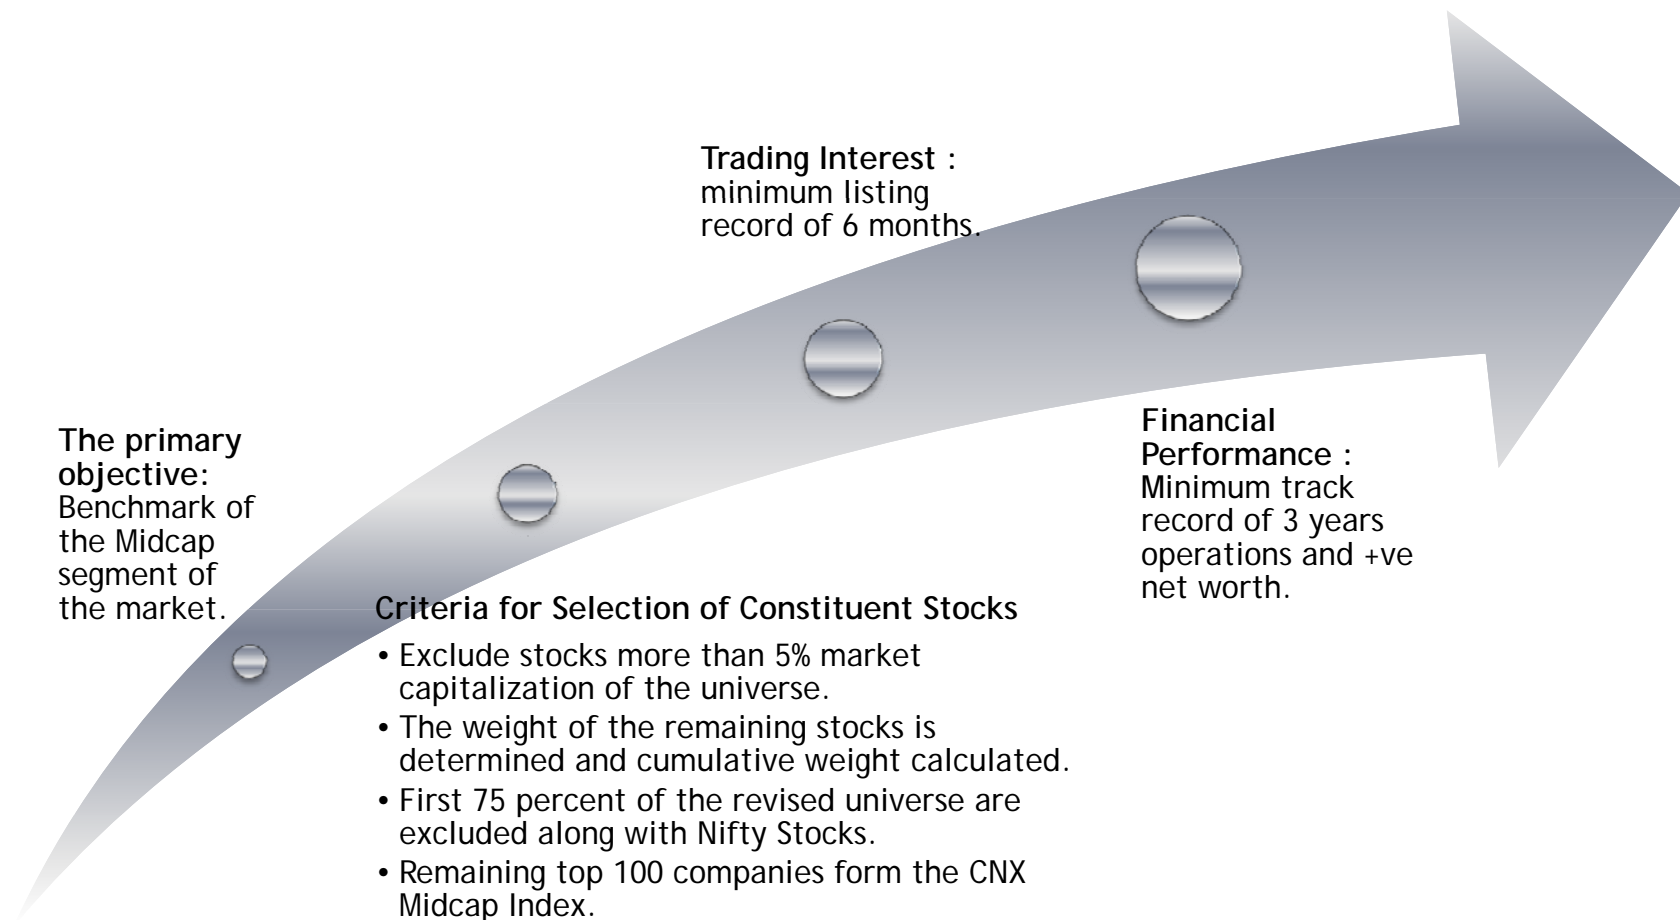 The primary
objective:
Benchmark of
the Midcap
segment of
the market.
Criteria for Selection of Constituent Stocks
• Exclude stocks more than 5% market
capitalization of the universe.
• The weight of the remaining stocks is
determined and cumulative weight calculated.
• First 75 percent of the revised universe are
excluded along with Nifty Stocks.
• Remaining top 100 companies form the CNX
Midcap Index.
Trading Interest :
minimum listing
record of 6 months.
Financial
Performance :
Minimum track
record of 3 years
operations and +ve
net worth.